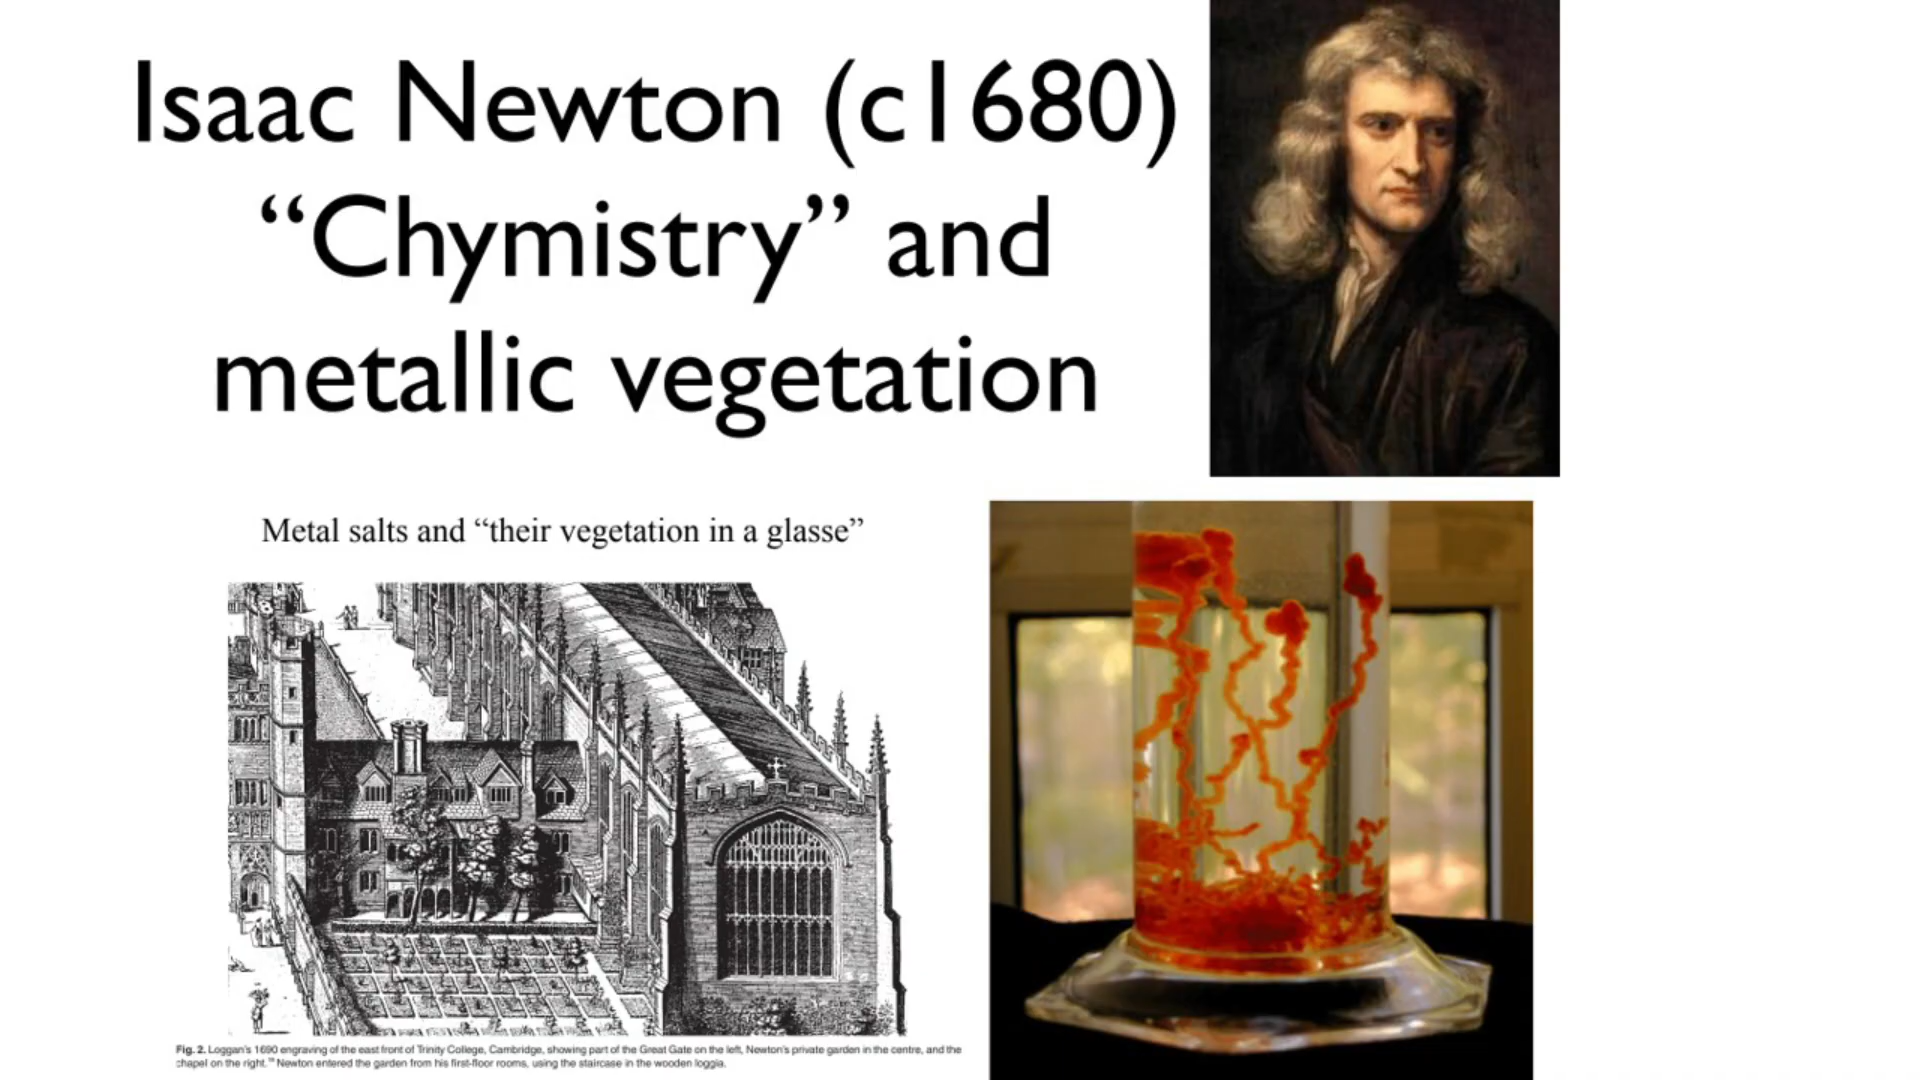 Isaac Newton (c1680)
“Chymistry” and
metallic vegetation
Metal salts and “their vegetation in a glasse”
Fig. 2. Loggan's 1690 engraving of the east front of Trinity College, Cambridge, showing part of the Great Gate on the left, Newton's private garden in the centre, and the
chapel on the right.¹⁹ Newton entered the garden from his first-floor rooms, using the staircase in the wooden loggia.